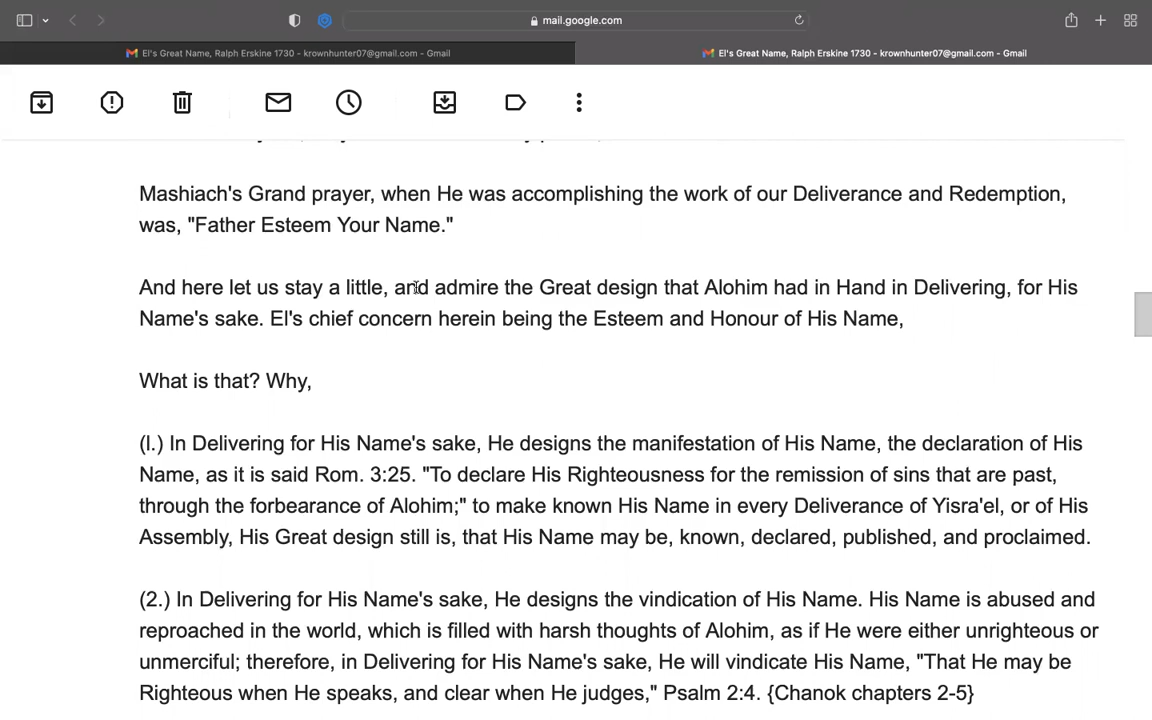 mail.google.com
El's Great Name, Ralph Erskine 1730 - krownhunter07@gmail.com - Gmail
El's Great Name, Ralph Erskine 1730 - krownhunter07@gmail.com - Gmail
Mashiach's Grand prayer, when He was accomplishing the work of our Deliverance and Redemption,
was, "Father Esteem Your Name."
And here let us stay a little, and admire the Great design that Alohim had in Hand in Delivering, for His
Name's sake. El's chief concern herein being the Esteem and Honour of His Name,
What is that? Why,
(I.) In Delivering for His Name's sake, He designs the manifestation of His Name, the declaration of His
Name, as it is said Rom. 3:25. "To declare His Righteousness for the remission of sins that are past,
through the forbearance of Alohim;" to make known His Name in every Deliverance of Yisra'el, or of His
Assembly, His Great design still is, that His Name may be, known, declared, published, and proclaimed.
(2.) In Delivering for His Name's sake, He designs the vindication of His Name. His Name is abused and
reproached in the world, which is filled with harsh thoughts of Alohim, as if He were either unrighteous or
unmerciful; therefore, in Delivering for His Name's sake, He will vindicate His Name, "That He may be
Righteous when He speaks, and clear when He judges," Psalm 2:4. {Chanok chapters 2-5}